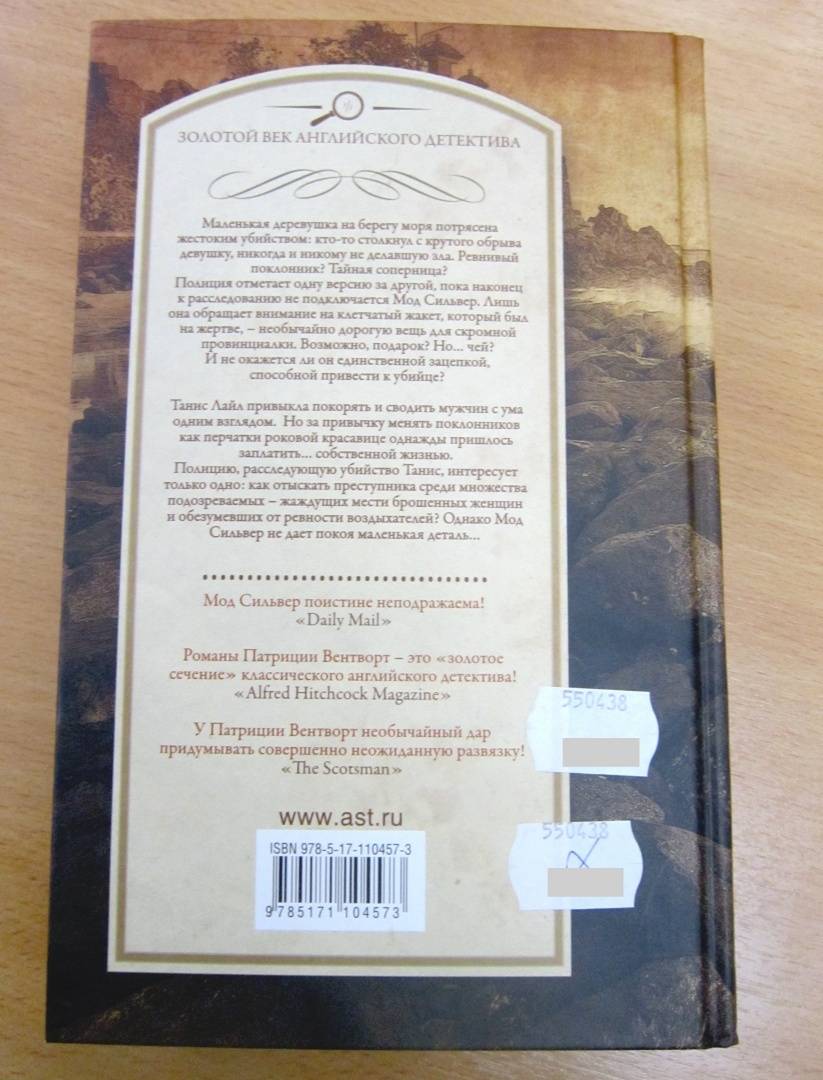 ЗОЛОТОЙ ВЕК АНГЛИЙСКОГО ДЕТЕКТИВА
Маленькая деревушка на берегу моря потрясена
жестоким убийством: кто-то столкнул с крутого обрыва
девушку, никогда и никому не делавшую зла. Ревнивый
поклонник? Тайная соперница?
Полиция отметает одну версию за другой, пока наконец
к расследованию не подключается Мод Сильвер. Лишь
она обращает внимание на клетчатый жакет, который был
на жертве, – необычайно дорогую вещь для скромной
провинциалки. Возможно, подарок? Но... чей?
И не окажется ли он единственной зацепкой,
способной привести к убийце?
Танис Лайл привыкла покорять и сводить мужчин с ума
одним взглядом. Но за привычку менять поклонников
как перчатки роковой красавице однажды пришлось
заплатить... собственной жизнью.
Полицию, расследующую убийство Танис, интересует
только одно: как отыскать преступника среди множества
подозреваемых – жаждущих мести брошенных женщин
и обезумевших от ревности воздыхателей? Однако Мод
Сильвер не дает покоя маленькая деталь...
Мод Сильвер поистине неподражаема!
«Daily Mail»
Романы Патриции Вентворт – это «золотое
сечение» классического английского детектива!
«Alfred Hitchcock Magazine»
У Патриции Вентворт необычайный дар
придумывать совершенно неожиданную развязку!
«The Scotsman»
550438
550438
www.ast.ru
ISBN 978-5-17-110457-3
9 785171 104573